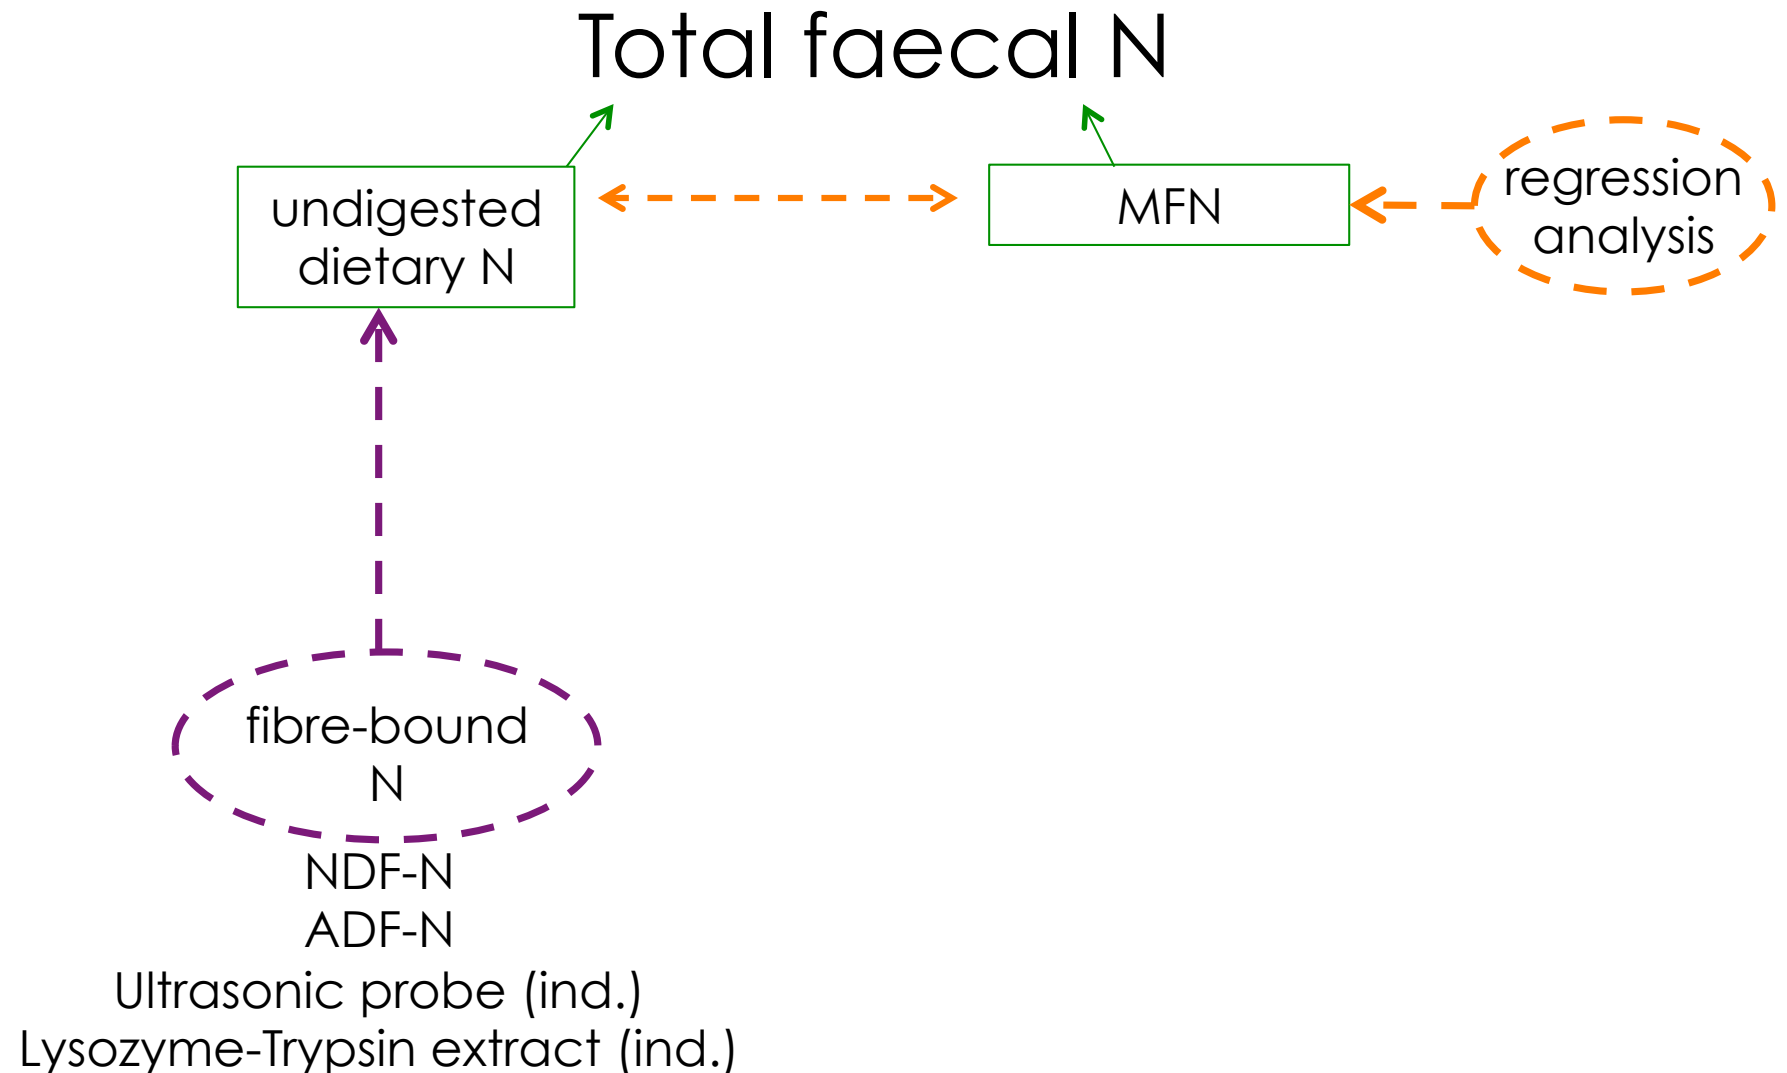 Total faecal N
undigested
dietary N
MFN
regression
analysis
fibre-bound
N
NDF-N
ADF-N
Ultrasonic probe (ind.)
Lysozyme-Trypsin extract (ind.)